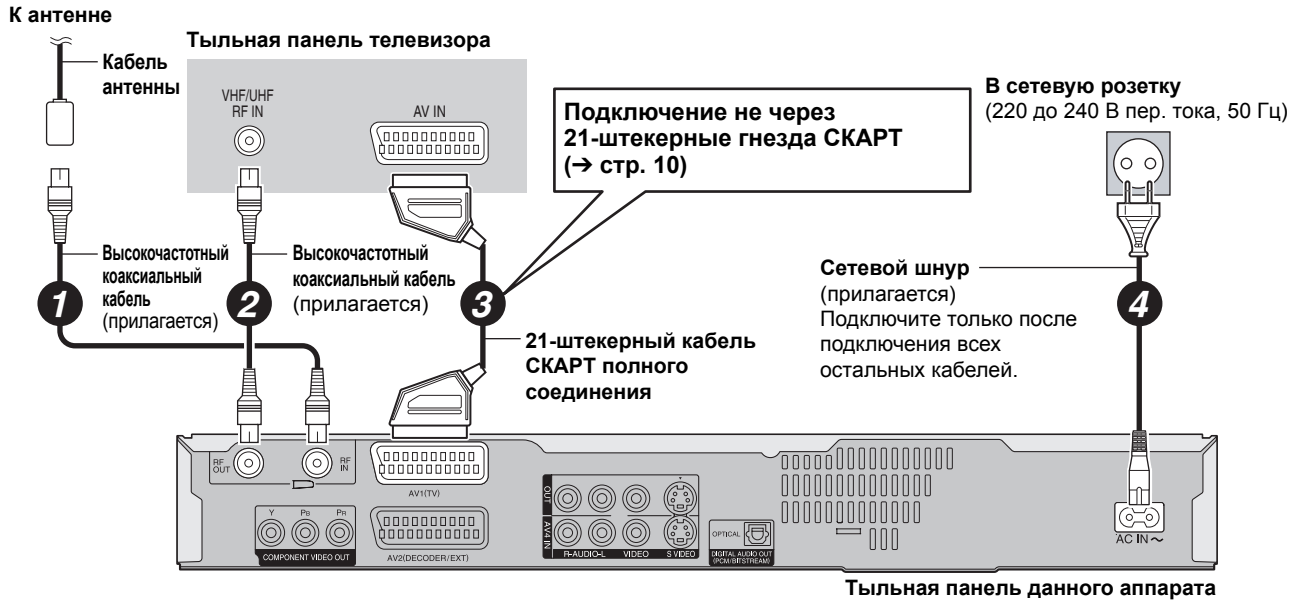 К антенне
Тыльная панель телевизора
Кабель
антенны
VHF/UHF
RF IN
AV IN
Подключение не через
21-штекерные гнезда СКАРТ
(➔ стр. 10)
В сетевую розетку
(220 до 240 В пер. тока, 50 Гц)
Высокочастотный
коаксиальный
кабель
(прилагается)
Высокочастотный
коаксиальный кабель
(прилагается)
1
2
3
4
Сетевой шнур
(прилагается)
Подключите только после
подключения всех
остальных кабелей.
21-штекерный кабель
СКАРТ полного
соединения
RF
OUT
RF
IN
AV1(TV)
Y PB PR
COMPONENT VIDEO OUT
AV2(DECODER/EXT)
OUT
AV4 IN
R-AUDIO-L VIDEO S VIDEO
OPTICAL
DIGITAL AUDIO OUT
(PCM/BITSTREAM)
AC IN ~
Тыльная панель данного аппарата